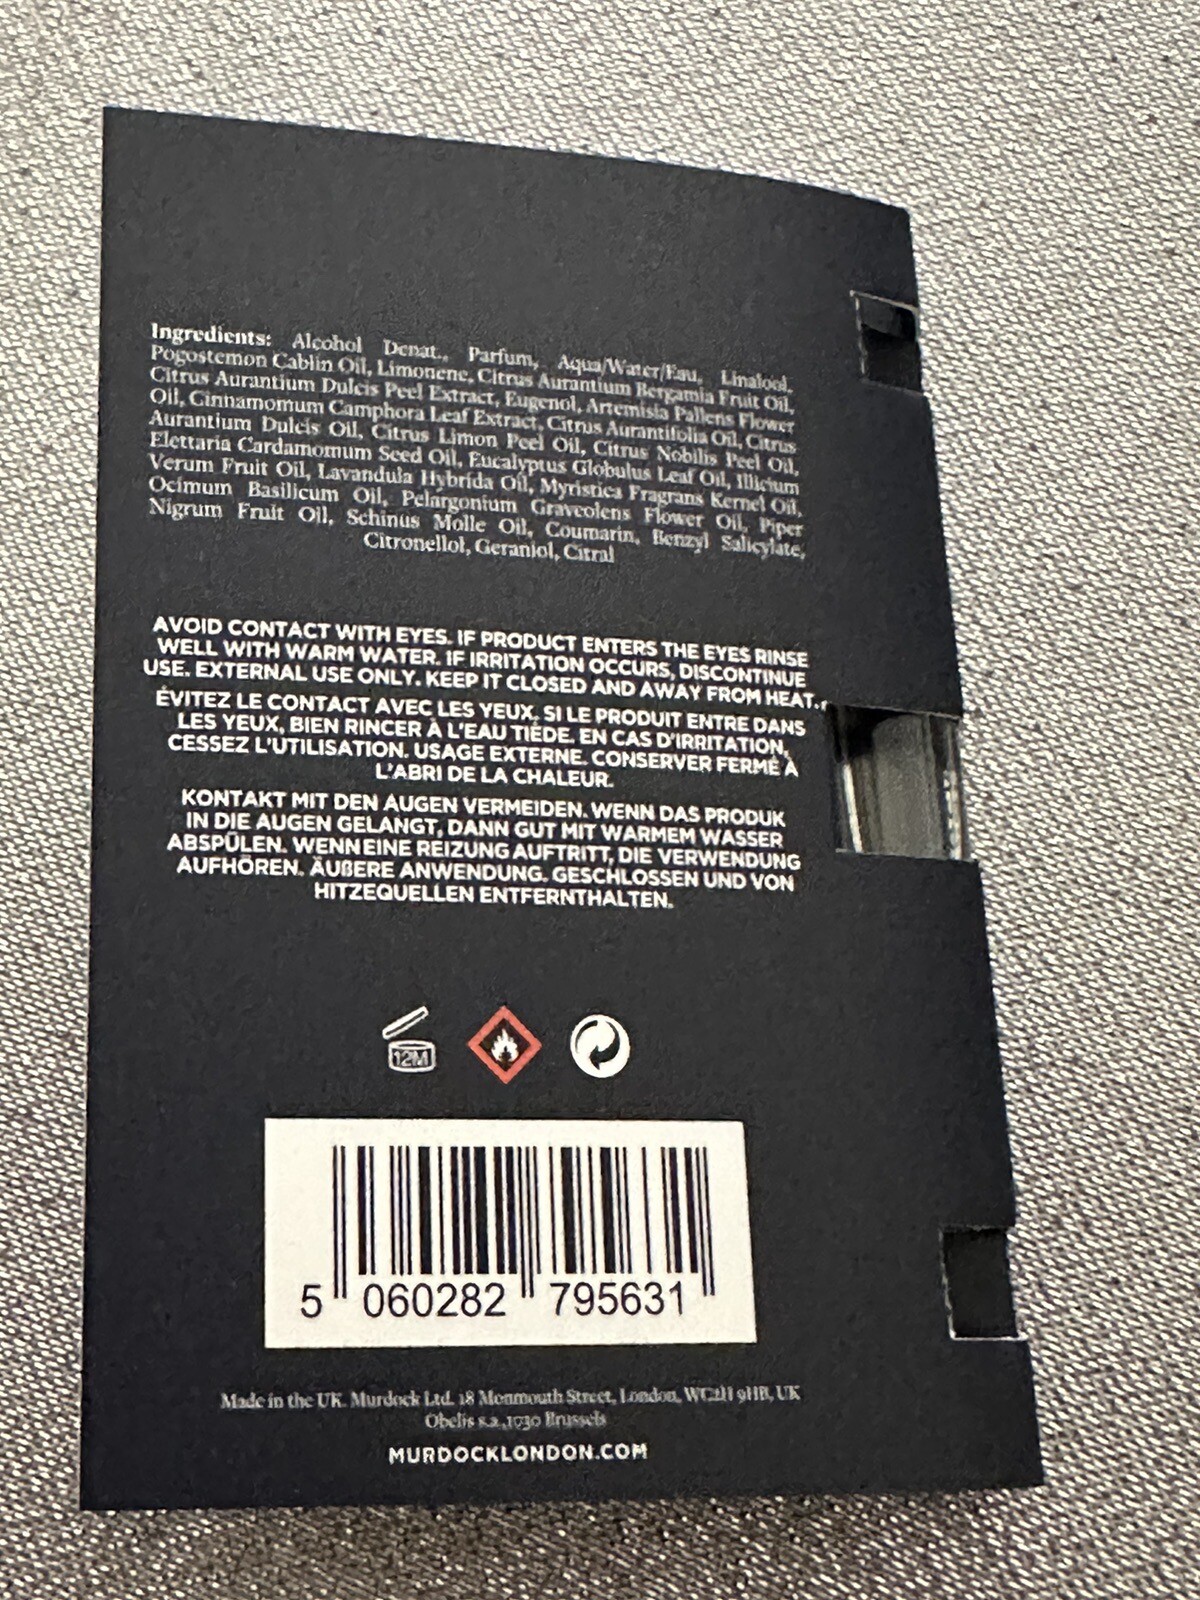 Ingredients: Alcohol Denat., Parfum, Aqua/Water/Eau, Linalool,
Pogostemon Cablin Oil, Limonene, Citrus Aurantium Bergamia Fruit Oil,
Citrus Aurantium Dulcis Peel Extract, Eugenol, Artemisia Pallens Flower
Oil, Cinnamomum Camphora Leaf Extract, Citrus Aurantifolia Oil, Citrus
Aurantium Dulcis Oil, Citrus Limon Peel Oil, Citrus Nobilis Peel Oil,
Elettaria Cardamomum Seed Oil, Eucalyptus Globulus Leaf Oil, Illicium
Verum Fruit Oil, Lavandula Hybrida Oil, Myristica Fragrans Kernel Oil,
Ocimum Basilicum Oil, Pelargonium Graveolens Flower Oil, Piper
Nigrum Fruit Oil, Schinus Molle Oil, Coumarin, Benzyl Salicylate,
Citronellol, Geraniol, Citral
AVOID CONTACT WITH EYES. IF PRODUCT ENTERS THE EYES RINSE
WELL WITH WARM WATER. IF IRRITATION OCCURS, DISCONTINUE
USE. EXTERNAL USE ONLY. KEEP IT CLOSED AND AWAY FROM HEAT.,
ÉVITEZ LE CONTACT AVEC LES YEUX. SI LE PRODUIT ENTRE DANS
LES YEUX, BIEN RINCER À L'EAU TIÈDE. EN CAS D'IRRITATION,
CESSEZ L'UTILISATION. USAGE EXTERNE. CONSERVER FERMÉ À
L'ABRI DE LA CHALEUR.
KONTAKT MIT DEN AUGEN VERMEIDEN. WENN DAS PRODUK
IN DIE AUGEN GELANGT, DANN GUT MIT WARMEM WASSER
ABSPÜLEN. WENN EINE REIZUNG AUFTRITT, DIE VERWENDUNG
AUFHÖREN. ÄUßERE ANWENDUNG. GESCHLOSSEN UND VON
HITZEQUELLEN ENTFERNTHALTEN.
12M
5 060282 795631
Made in the UK. Murdock Ltd. 18 Monmouth Street, London, WC2H 9HB, UK
Obelis s.a.,1030 Brussels
MURDOCKLONDON.COM